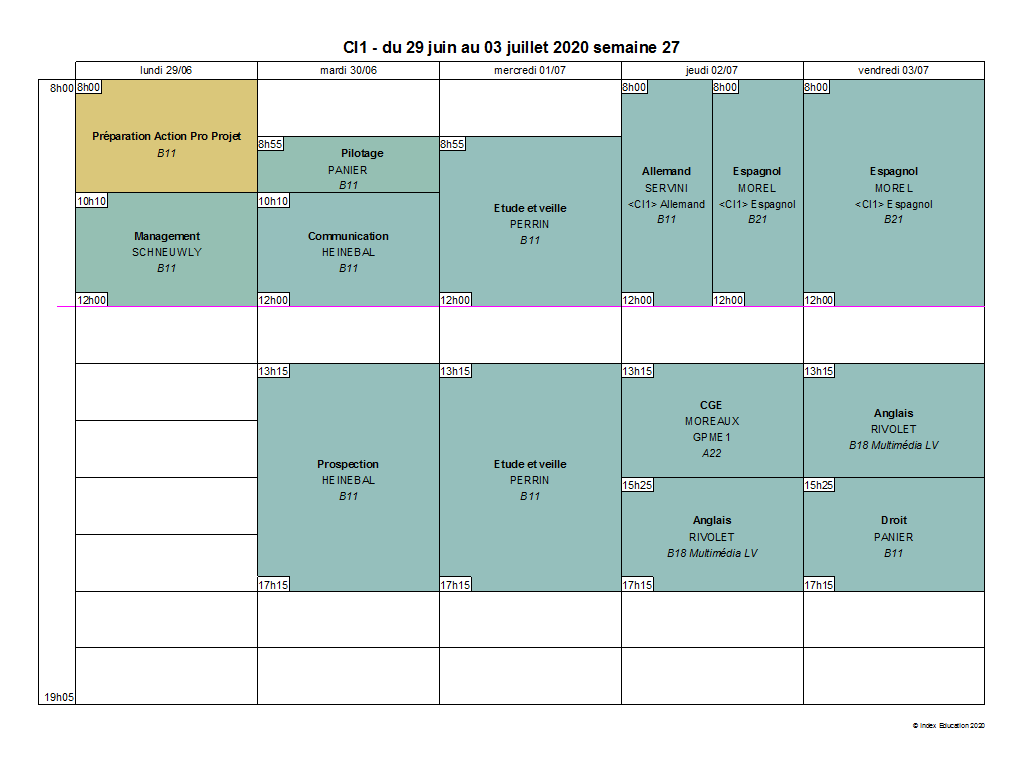 CI1 - du 29 juin au 03 juillet 2020 semaine 27
lundi 29/06
mardi 30/06
mercredi 01/07
jeudi 02/07
vendredi 03/07
8h00
8h00
Préparation Action Pro Projet
B11
10h10
Management
SCHNEUWLY
B11
12h00
8h55
Pilotage
PANIER
B11
10h10
Communication
HEINEBAL
B11
12h00
13h15
Prospection
HEINEBAL
B11
17h15
8h55
Etude et veille
PERRIN
B11
12h00
13h15
Etude et veille
PERRIN
B11
17h15
8h00
Allemand
SERVINI
<CI1> Allemand
B11
12h00
8h00
Espagnol
MOREL
<CI1> Espagnol
B21
12h00
13h15
CGE
MOREAUX
GPME1
A22
15h25
Anglais
RIVOLET
B18 Multimédia LV
17h15
8h00
Espagnol
MOREL
<CI1> Espagnol
B21
12h00
13h15
Anglais
RIVOLET
B18 Multimédia LV
15h25
Droit
PANIER
B11
17h15
19h05
© Index Education 2020